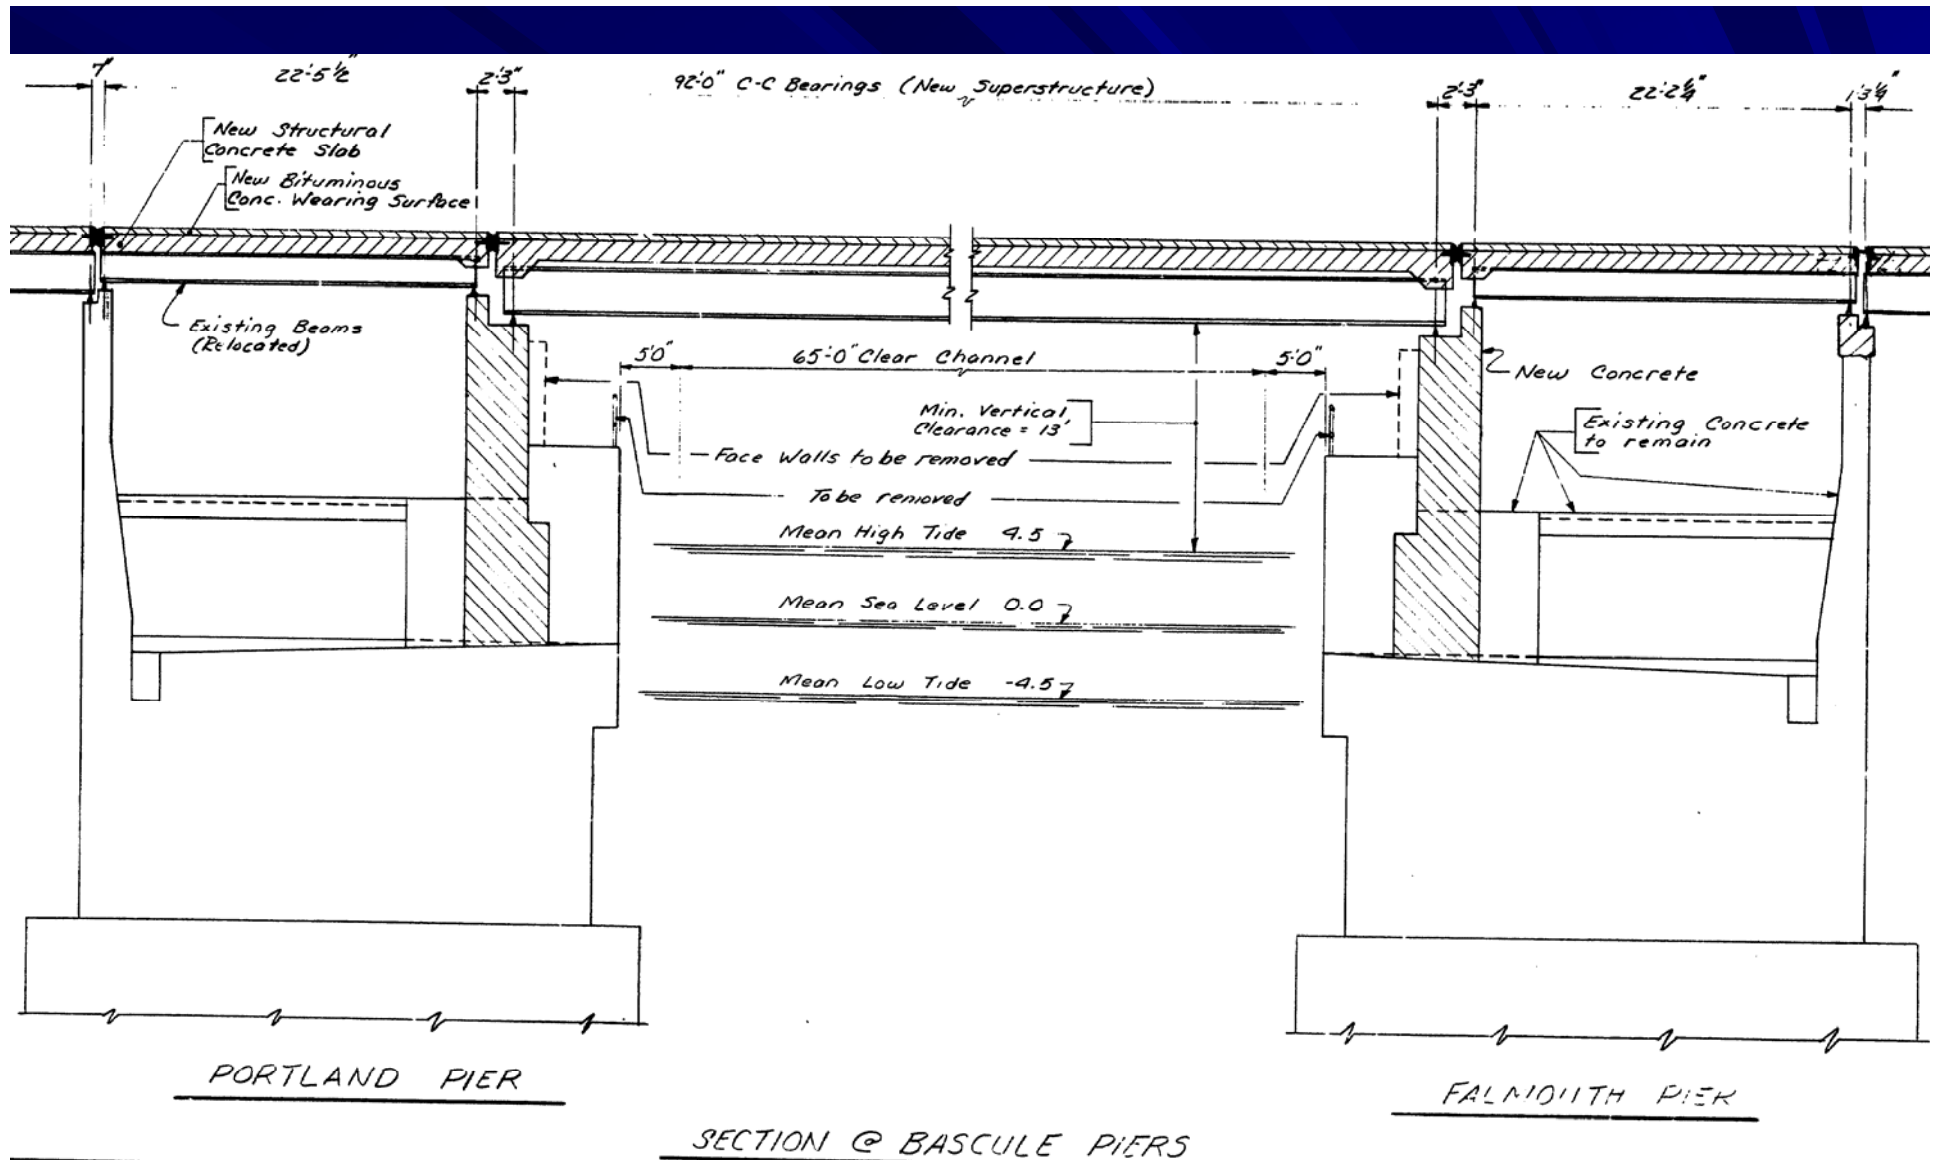 7" 22'-5½" 2'-3" 92'-0" C-C Bearings (New Superstructure) 2'-3" 22'-2¼" 1'-3¼"
New Structural
Concrete Slab
New Bituminous
Conc. Wearing Surface
Existing Beams
(Relocated)
5'-0" 65'-0" Clear Channel 5'-0"
New Concrete
Min. Vertical
Clearance = 13'
Existing Concrete
to remain
Face Walls to be removed
To be removed
Mean High Tide 4.5
Mean Sea Level 0.0
Mean Low Tide -4.5
PORTLAND PIER
FALMOUTH PIER
SECTION @ BASCULE PIERS